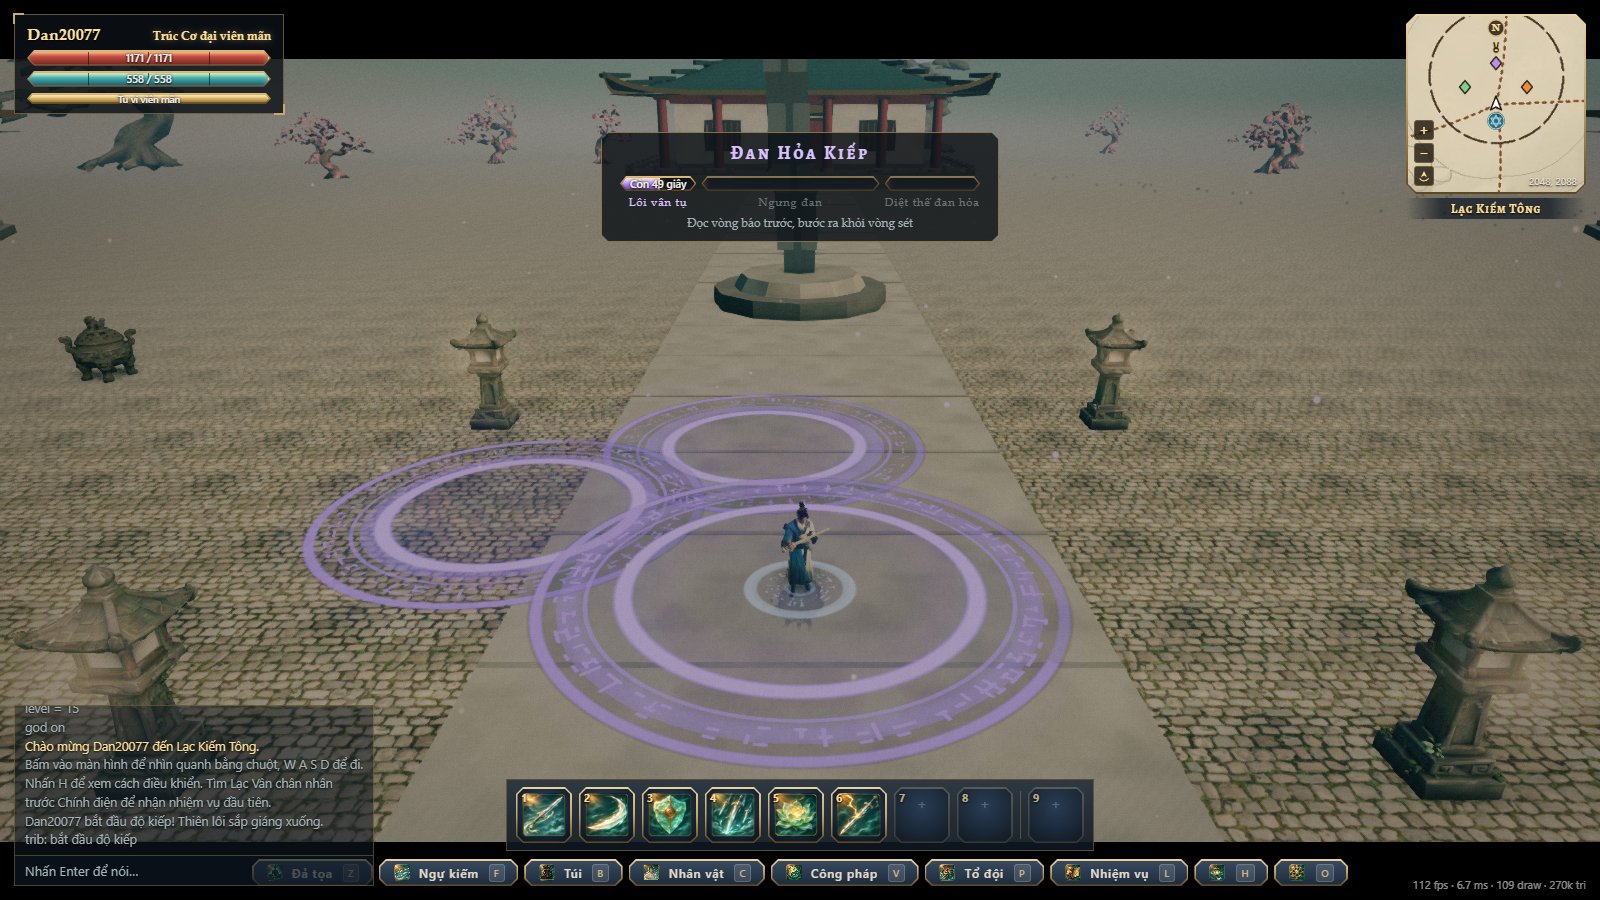 Dan20077
Trúc Cơ đại viên mãn
1171 / 1171
558 / 558
Tu vi viên mãn
N
+
−
2048, 2088
Lạc Kiếm Tông
Đan Hỏa Kiếp
Còn 49 giây
Lôi vân tụ
Ngưng đan
Diệt thế đan hỏa
Đọc vòng báo trước, bước ra khỏi vòng sét
level = 15
god on
Chào mừng Dan20077 đến Lạc Kiếm Tông.
Bấm vào màn hình để nhìn quanh bằng chuột, W A S D để đi.
Nhấn H để xem cách điều khiển. Tìm Lạc Vân chân nhân
trước Chính điện để nhận nhiệm vụ đầu tiên.
Dan20077 bắt đầu độ kiếp! Thiên lôi sắp giáng xuống.
trib: bắt đầu độ kiếp
Nhấn Enter để nói...
1
2
3
4
5
6
7 +
8 +
9 +
Đả tọa Z
Ngự kiếm F
Túi B
Nhân vật C
Công pháp V
Tổ đội P
Nhiệm vụ L
H
O
112 fps · 6.7 ms · 109 draw · 270k tri